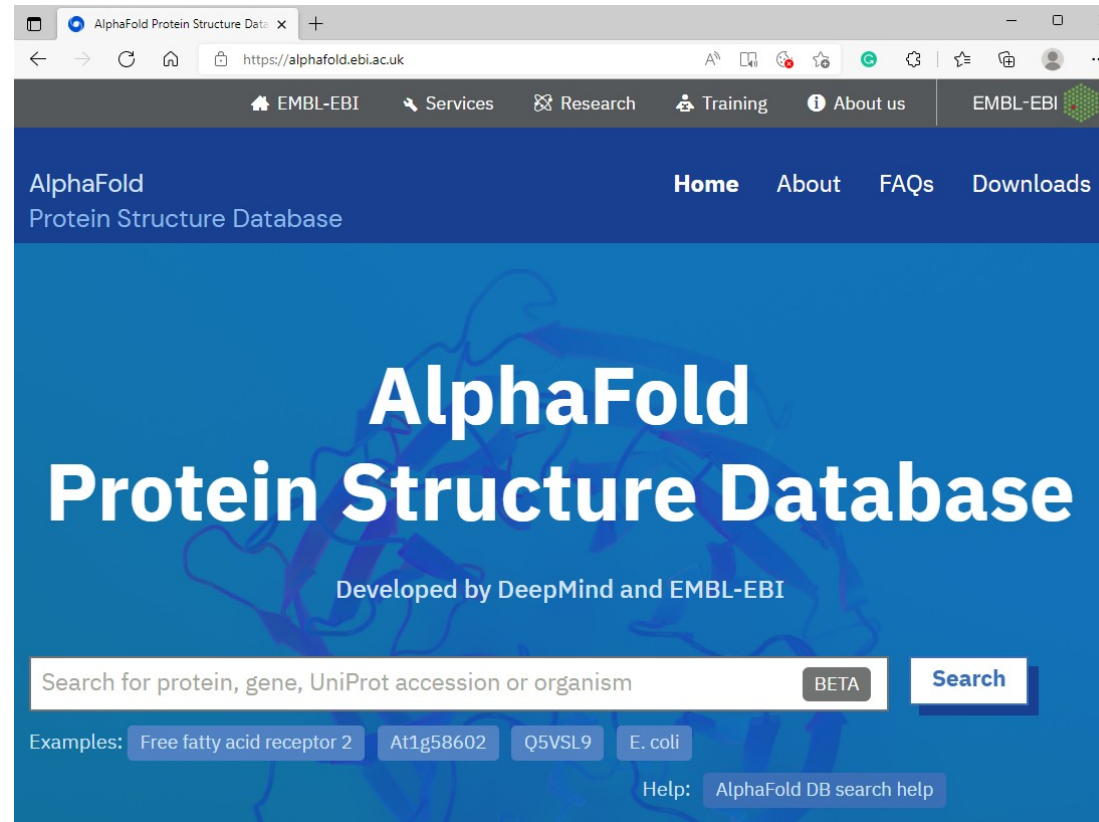 AlphaFold Protein Structure Data
https://alphafold.ebi.ac.uk
EMBL-EBI Services Research Training About us EMBL-EBI
AlphaFold
Protein Structure Database
Home About FAQs Downloads
AlphaFold
Protein Structure Database
Developed by DeepMind and EMBL-EBI
Search for protein, gene, UniProt accession or organism BETA Search
Examples: Free fatty acid receptor 2 At1g58602 Q5VSL9 E. coli
Help: AlphaFold DB search help